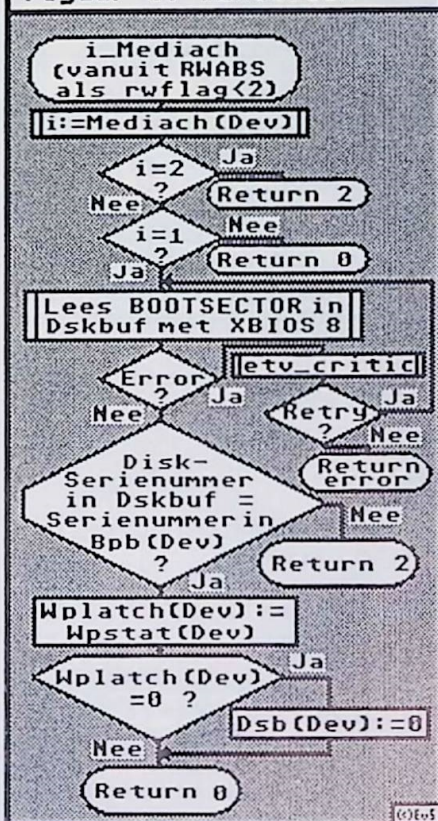 i_Mediach
(vanuit RWABS
als rwflag<2)
i:=Mediach(Dev)
i=2
?
Ja
Nee
Return 2
i=1
?
Nee
Ja
Return 0
Lees BOOTSECTOR in
Dskbuf met XBIOS 8
Error
?
Ja
Nee
etv_critic
Retry
?
Ja
Nee
Return
error
Disk-
Serienummer
in Dskbuf =
Serienummer in
Bpb(Dev)
?
Nee
Return 2
Ja
Wplatch(Dev):=
Wpstat(Dev)
Wplatch(Dev)
=0 ?
Ja
Dsb(Dev):=0
Nee
Return 0